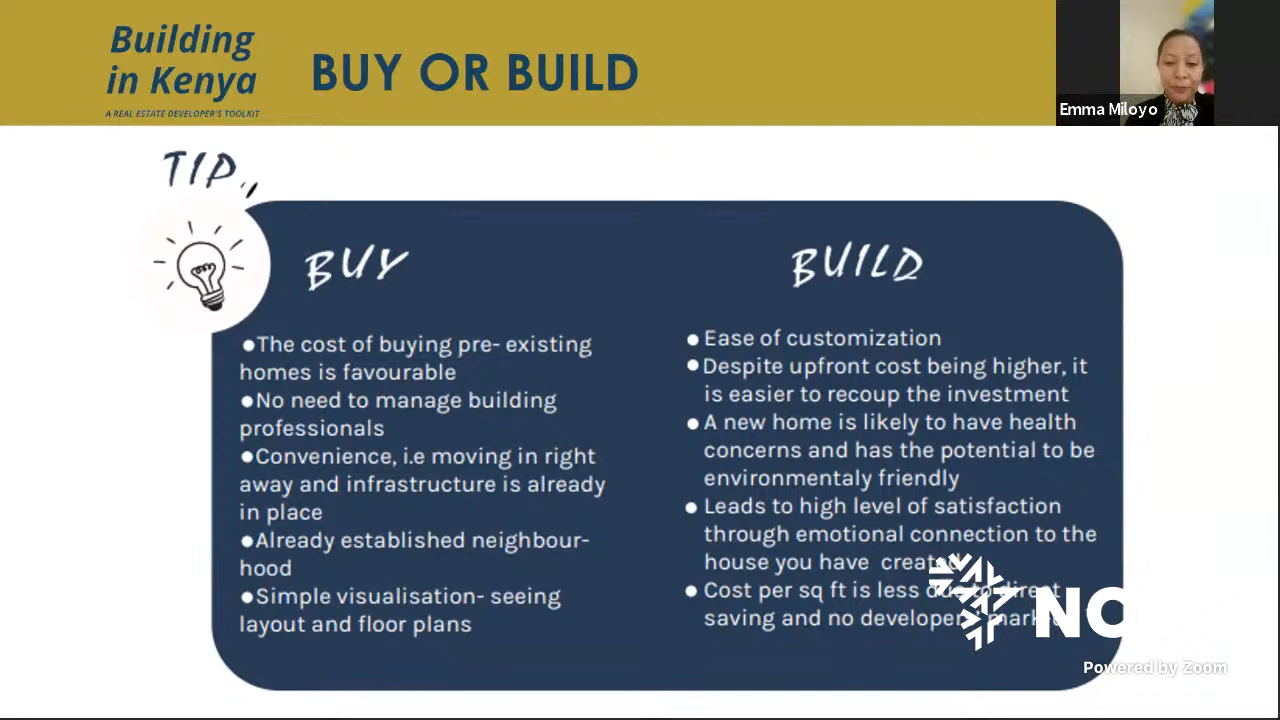 Building
in Kenya
A REAL ESTATE DEVELOPER'S TOOLKIT
BUY OR BUILD
Emma Miloyo
TIP
BUY
●The cost of buying pre- existing
homes is favourable
●No need to manage building
professionals
●Convenience, i.e moving in right
away and infrastructure is already
in place
●Already established neighbour-
hood
●Simple visualisation- seeing
layout and floor plans
BUILD
● Ease of customization
● Despite upfront cost being higher, it
is easier to recoup the investment
● A new home is likely to have health
concerns and has the potential to be
environmentaly friendly
● Leads to high level of satisfaction
through emotional connection to the
house you have created
● Cost per sq ft is less due to direct
saving and no developer
Powered by Zoom